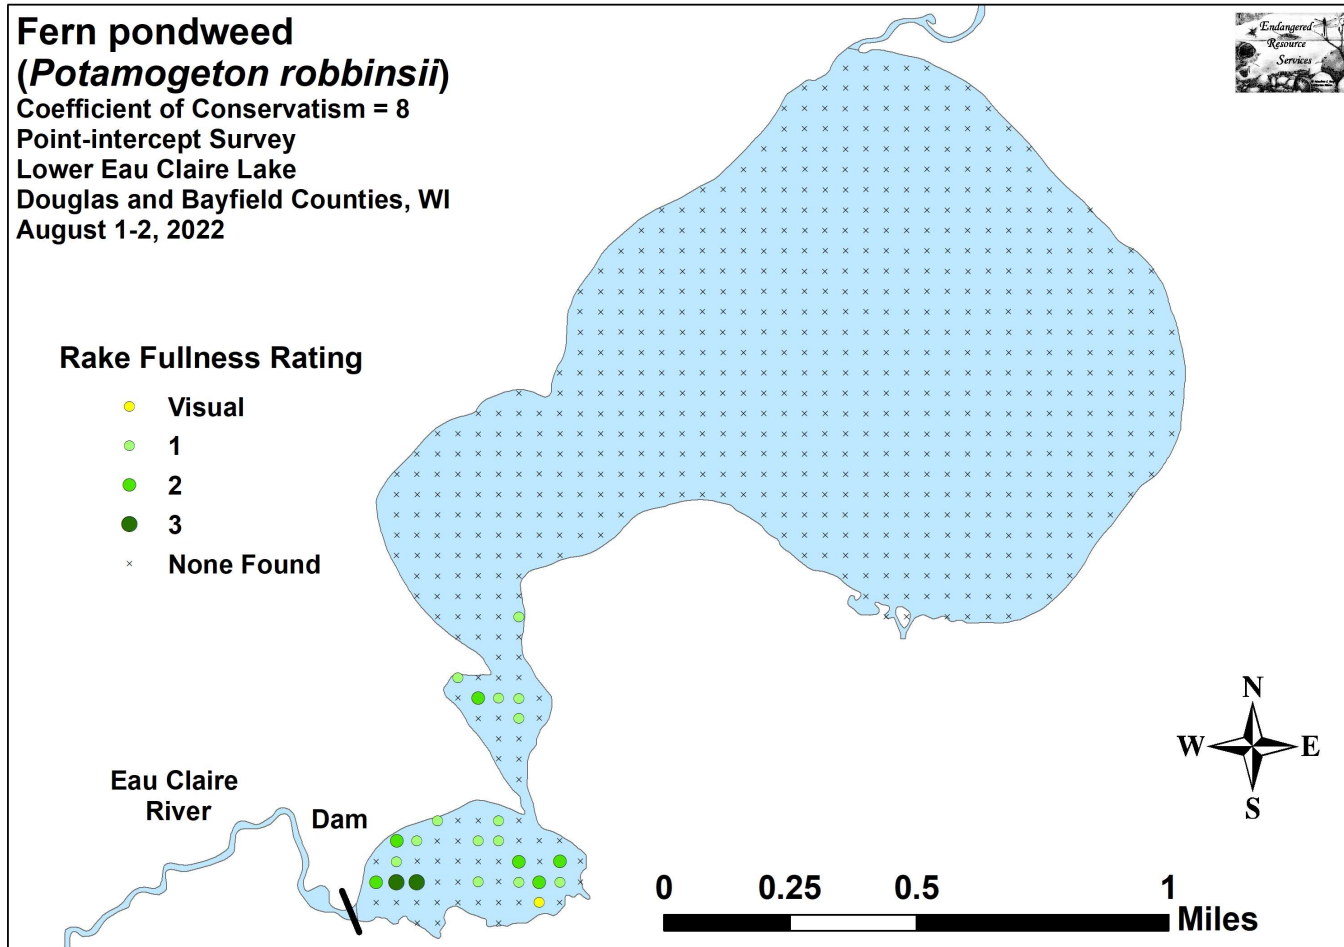 Fern pondweed
(Potamogeton robbinsii)
Coefficient of Conservatism = 8
Point-intercept Survey
Lower Eau Claire Lake
Douglas and Bayfield Counties, WI
August 1-2, 2022
Endangered
Resource
Services
Rake Fullness Rating
Visual
1
2
3
None Found
N
W
E
S
Eau Claire
River
Dam
0
0.25
0.5
1
Miles